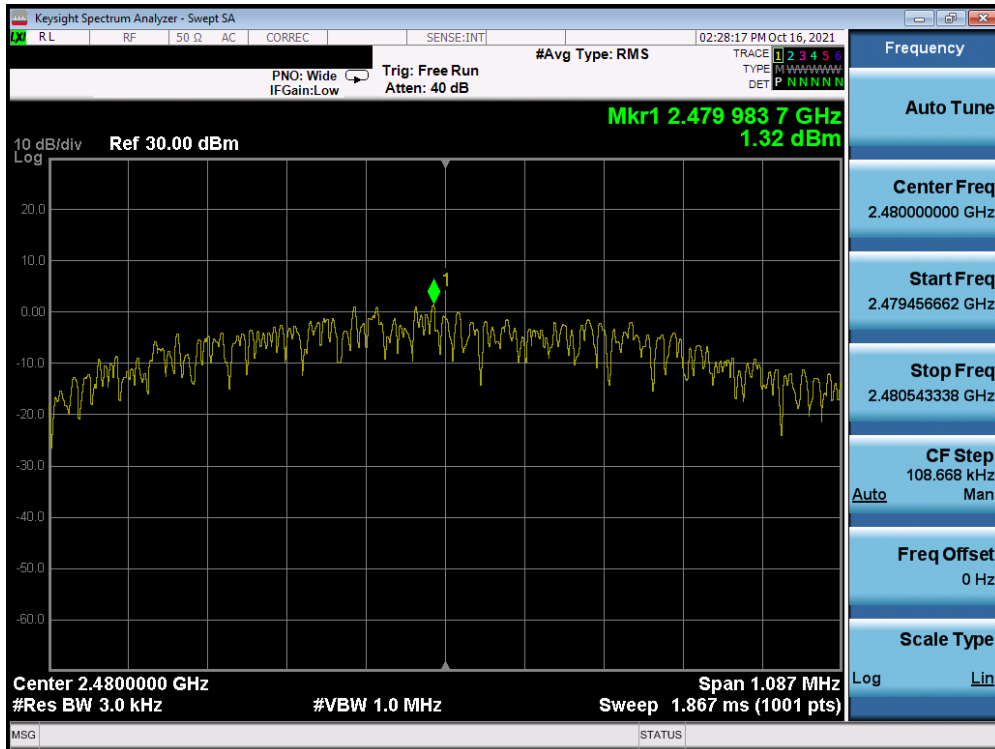 Keysight Spectrum Analyzer - Swept SA
LXI RL RF 50 Ω AC CORREC SENSE:INT 02:28:17 PM Oct 16, 2021
#Avg Type: RMS
TRACE 1 2 3 4 5 6
PNO: Wide Trig: Free Run
TYPE M WWWWW
IFGain:Low Atten: 40 dB
DET P N N N N N
Mkr1 2.479 983 7 GHz
1.32 dBm
10 dB/div Ref 30.00 dBm
Log
20.0
10.0
1
0.00
-10.0
-20.0
-30.0
-40.0
-50.0
-60.0
Center 2.4800000 GHz Span 1.087 MHz
#Res BW 3.0 kHz #VBW 1.0 MHz Sweep 1.867 ms (1001 pts)
MSG STATUS
Frequency
Auto Tune
Center Freq
2.480000000 GHz
Start Freq
2.479456662 GHz
Stop Freq
2.480543338 GHz
CF Step
108.668 kHz
Auto Man
Freq Offset
0 Hz
Scale Type
Log Lin